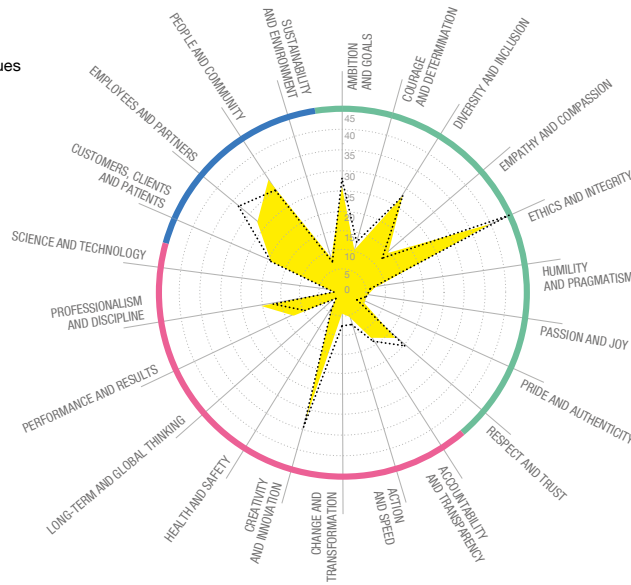 ues
AMBITION
AND GOALS
COURAGE
AND DETERMINATION
DIVERSITY AND INCLUSION
EMPATHY AND COMPASSION
ETHICS AND INTEGRITY
HUMILITY
AND PRAGMATISM
PASSION AND JOY
PRIDE AND AUTHENTICITY
RESPECT AND TRUST
ACCOUNTABILITY
AND TRANSPARENCY
ACTION
AND SPEED
CHANGE AND
TRANSFORMATION
CREATIVITY
AND INNOVATION
HEALTH AND SAFETY
LONG-TERM AND GLOBAL THINKING
PERFORMANCE AND RESULTS
PROFESSIONALISM
AND DISCIPLINE
SCIENCE AND TECHNOLOGY
CUSTOMERS, CLIENTS
AND PATIENTS
EMPLOYEES AND PARTNERS
PEOPLE AND COMMUNITY
SUSTAINABILITY
AND ENVIRONMENT
45
40
35
30
25
20
15
10
5
0